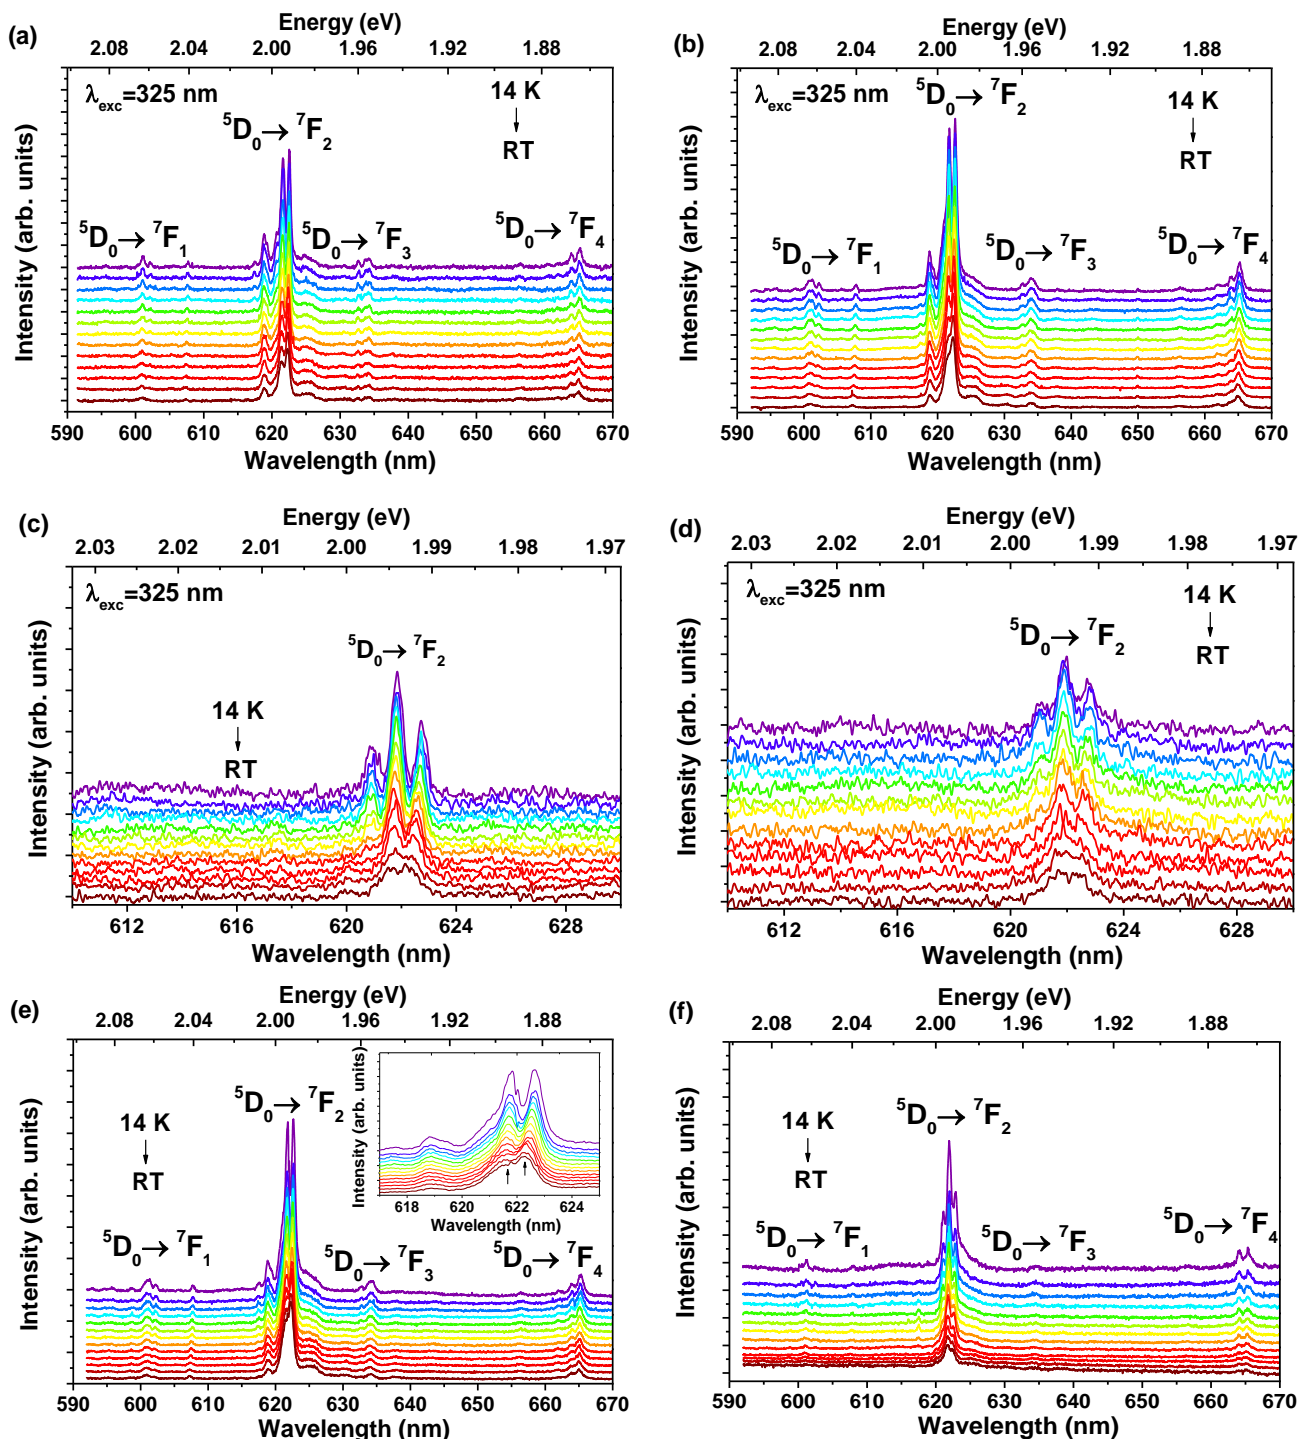 (a)
Energy (eV)
2.08 2.04 2.00 1.96 1.92 1.88
λexc=325 nm
14 K
RT
⁵D₀→ ⁷F₂
⁵D₀→ ⁷F₁
⁵D₀→ ⁷F₃
⁵D₀→ ⁷F₄
Intensity (arb. units)
590 600 610 620 630 640 650 660 670
Wavelength (nm)
(b)
Energy (eV)
2.08 2.04 2.00 1.96 1.92 1.88
λexc=325 nm
⁵D₀→ ⁷F₂
14 K
RT
⁵D₀→ ⁷F₁
⁵D₀→ ⁷F₃
⁵D₀→ ⁷F₄
Intensity (arb. units)
590 600 610 620 630 640 650 660 670
Wavelength (nm)
(c)
Energy (eV)
2.03 2.02 2.01 2.00 1.99 1.98 1.97
λexc=325 nm
⁵D₀→ ⁷F₂
14 K
RT
Intensity (arb. units)
612 616 620 624 628
Wavelength (nm)
(d)
Energy (eV)
2.03 2.02 2.01 2.00 1.99 1.98 1.97
λexc=325 nm
14 K
RT
⁵D₀→ ⁷F₂
Intensity (arb. units)
612 616 620 624 628
Wavelength (nm)
(e)
Energy (eV)
2.08 2.04 2.00 1.96 1.92 1.88
14 K
RT
⁵D₀→ ⁷F₂
Intensity (arb. units)
618 620 622 624
Wavelength (nm)
⁵D₀→ ⁷F₁
⁵D₀→ ⁷F₃
⁵D₀→ ⁷F₄
Intensity (arb. units)
590 600 610 620 630 640 650 660 670
Wavelength (nm)
(f)
Energy (eV)
2.08 2.04 2.00 1.96 1.92 1.88
14 K
RT
⁵D₀→ ⁷F₂
⁵D₀→ ⁷F₁
⁵D₀→ ⁷F₃
⁵D₀→ ⁷F₄
Intensity (arb. units)
590 600 610 620 630 640 650 660 670
Wavelength (nm)